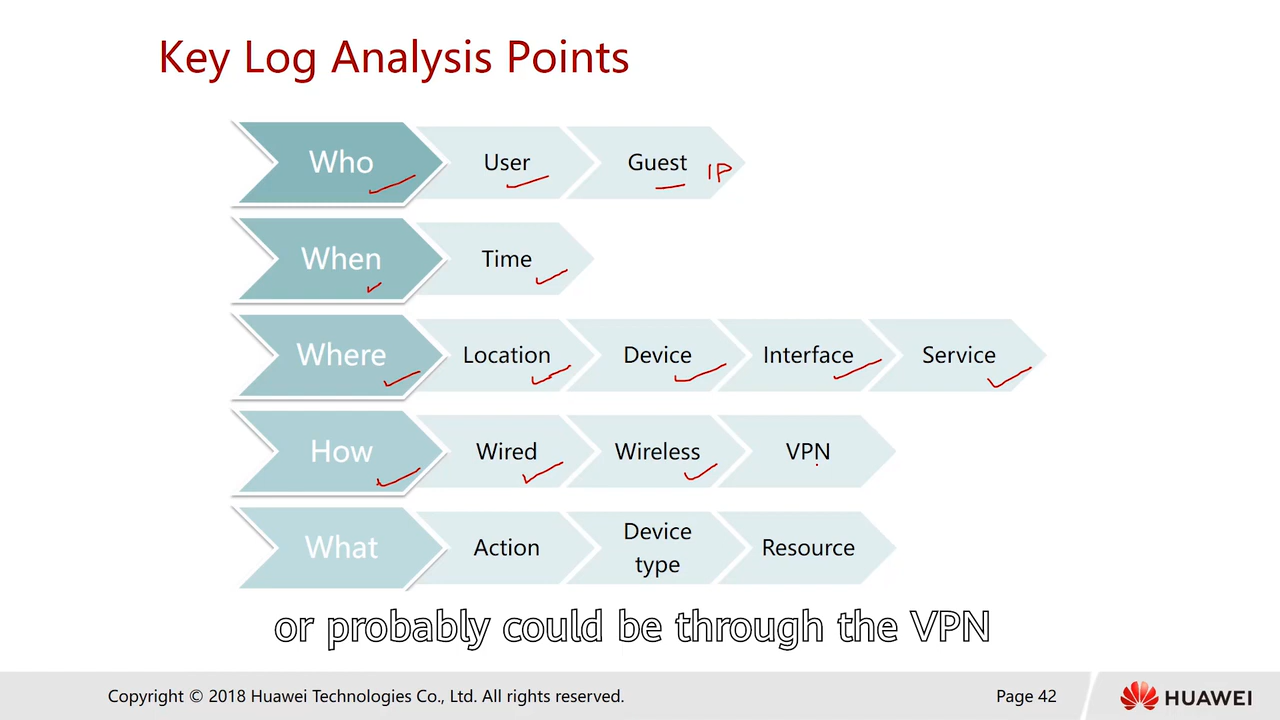 Key Log Analysis Points
Who User Guest IP
When Time
Where Location Device Interface Service
How Wired Wireless VPN
What Action Device type Resource
or probably could be through the VPN
Copyright © 2018 Huawei Technologies Co., Ltd. All rights reserved. Page 42 HUAWEI